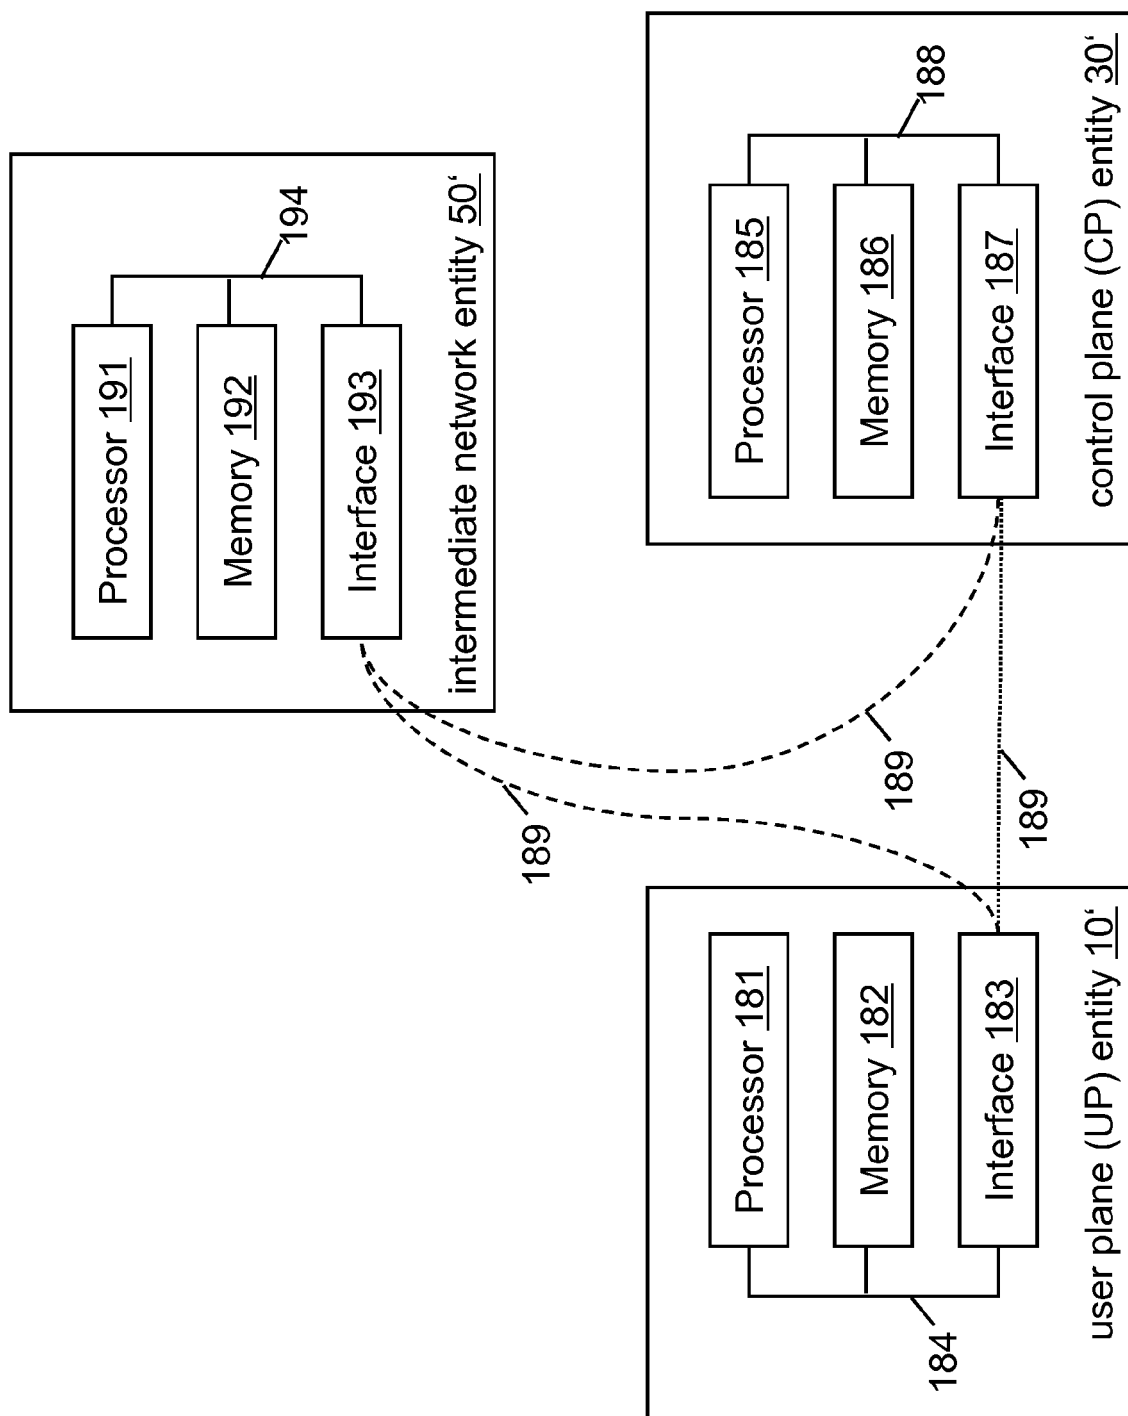 Processor 191
Memory 192
Interface 193
194
intermediate network entity 50‘
Processor 181
Memory 182
Interface 183
184
user plane (UP) entity 10‘
189
189
189
Processor 185
Memory 186
Interface 187
188
control plane (CP) entity 30‘